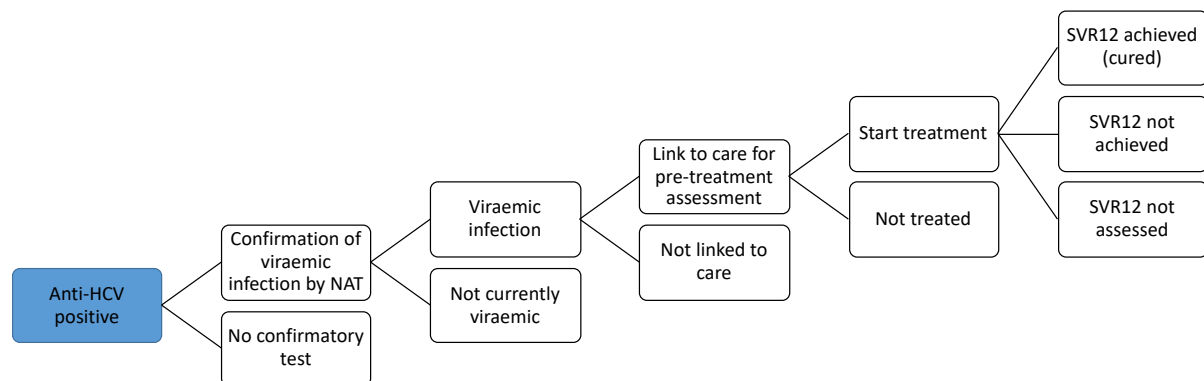 Anti-HCV
positive
Confirmation of
viraemic
infection by NAT
No confirmatory
test
Viraemic
infection
Not currently
viraemic
Link to care for
pre-treatment
assessment
Not linked to
care
Start treatment
Not treated
SVR12 achieved
(cured)
SVR12 not
achieved
SVR12 not
assessed